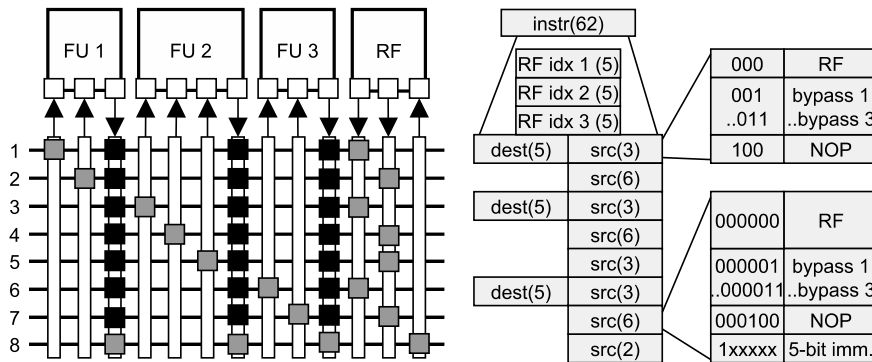 FU 1 FU 2 FU 3 RF
1
2
3
4
5
6
7
8
instr(62)
RF idx 1 (5)
RF idx 2 (5)
RF idx 3 (5)
dest(5) src(3)
src(6)
dest(5) src(3)
src(6)
src(3)
dest(5) src(3)
src(6)
src(2)
000 RF
001 bypass 1
..011 ..bypass 3
100 NOP
000000 RF
000001 bypass 1
..000011 ..bypass 3
000100 NOP
1xxxxx 5-bit imm.